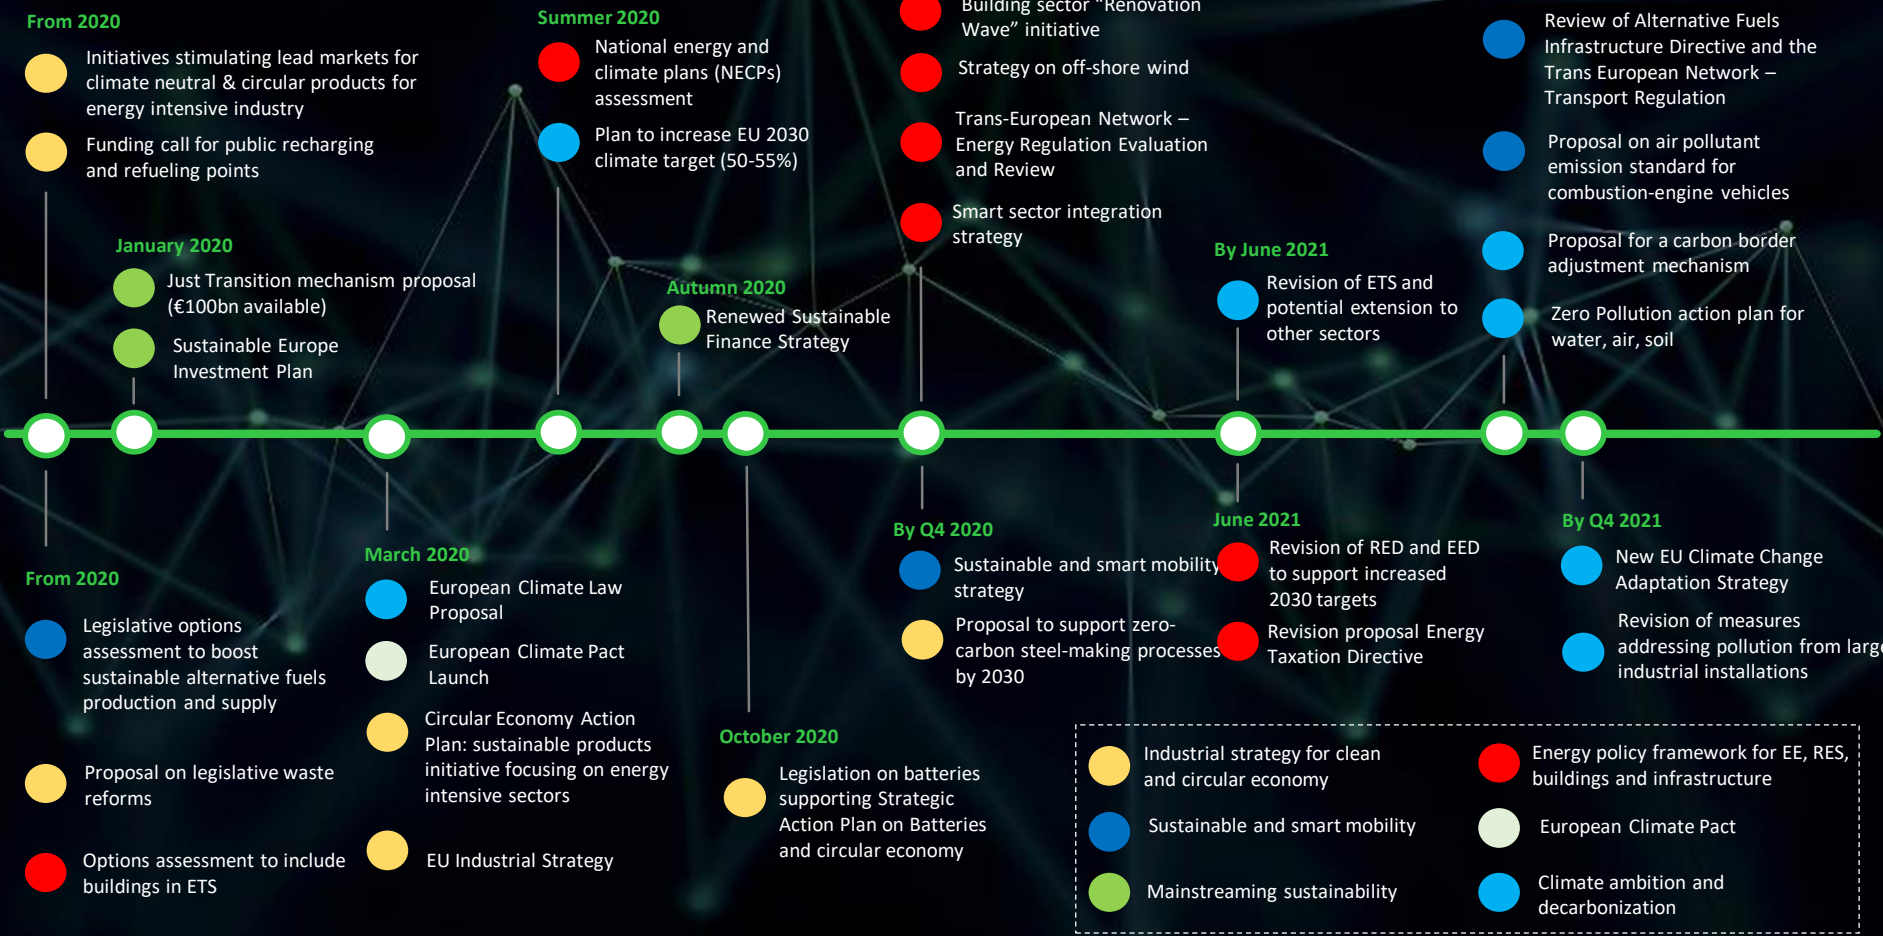 From 2020
Initiatives stimulating lead markets for
climate neutral & circular products for
energy intensive industry
Funding call for public recharging
and refueling points
January 2020
Just Transition mechanism proposal
(€100bn available)
Sustainable Europe
Investment Plan
Summer 2020
National energy and
climate plans (NECPs)
assessment
Plan to increase EU 2030
climate target (50-55%)
Autumn 2020
Renewed Sustainable
Finance Strategy
Building sector “Renovation
Wave” initiative
Strategy on off-shore wind
Trans-European Network –
Energy Regulation Evaluation
and Review
Smart sector integration
strategy
By June 2021
Revision of ETS and
potential extension to
other sectors
Review of Alternative Fuels
Infrastructure Directive and the
Trans European Network –
Transport Regulation
Proposal on air pollutant
emission standard for
combustion-engine vehicles
Proposal for a carbon border
adjustment mechanism
Zero Pollution action plan for
water, air, soil
From 2020
Legislative options
assessment to boost
sustainable alternative fuels
production and supply
Proposal on legislative waste
reforms
Options assessment to include
buildings in ETS
March 2020
European Climate Law
Proposal
European Climate Pact
Launch
Circular Economy Action
Plan: sustainable products
initiative focusing on energy
intensive sectors
EU Industrial Strategy
October 2020
Legislation on batteries
supporting Strategic
Action Plan on Batteries
and circular economy
By Q4 2020
Sustainable and smart mobility
strategy
Proposal to support zero-
carbon steel-making processes
by 2030
June 2021
Revision of RED and EED
to support increased
2030 targets
Revision proposal Energy
Taxation Directive
By Q4 2021
New EU Climate Change
Adaptation Strategy
Revision of measures
addressing pollution from large
industrial installations
Industrial strategy for clean
and circular economy
Sustainable and smart mobility
Mainstreaming sustainability
Energy policy framework for EE, RES,
buildings and infrastructure
European Climate Pact
Climate ambition and
decarbonization